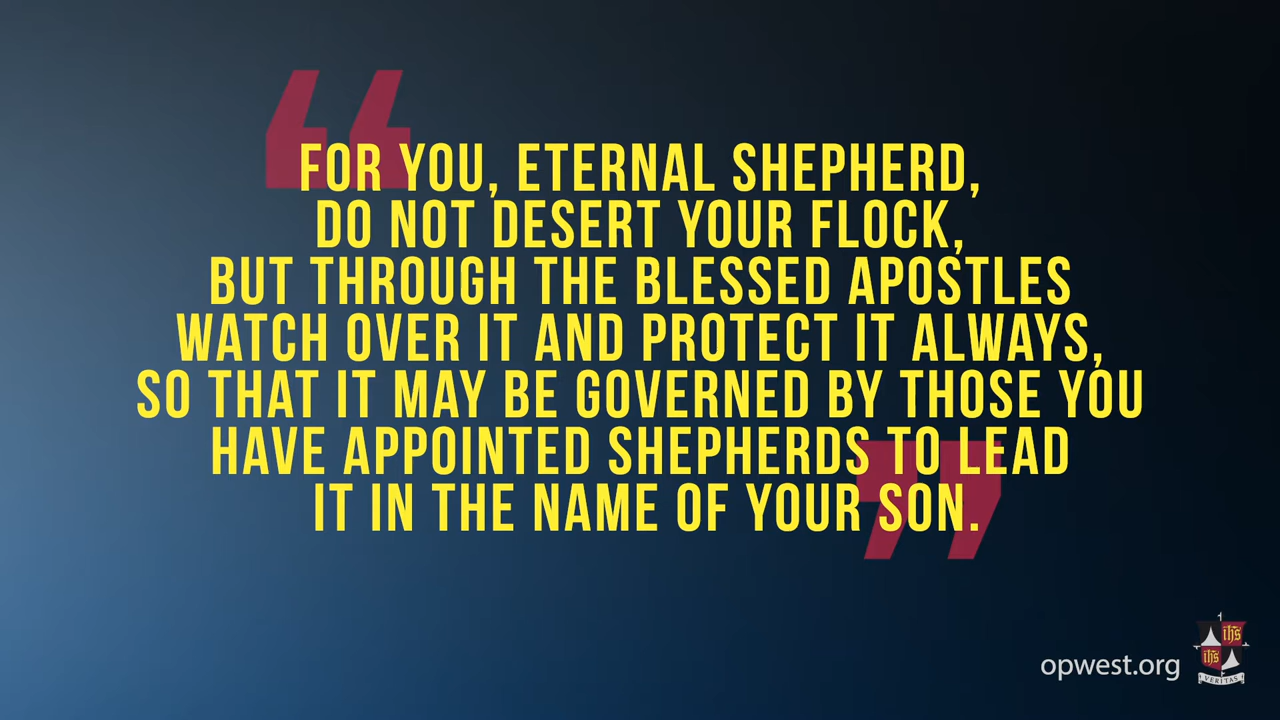 “
FOR YOU, ETERNAL SHEPHERD,
DO NOT DESERT YOUR FLOCK,
BUT THROUGH THE BLESSED APOSTLES
WATCH OVER IT AND PROTECT IT ALWAYS,
SO THAT IT MAY BE GOVERNED BY THOSE YOU
HAVE APPOINTED SHEPHERDS TO LEAD
IT IN THE NAME OF YOUR SON.
”
opwest.org
ihs
ihs
VERITAS